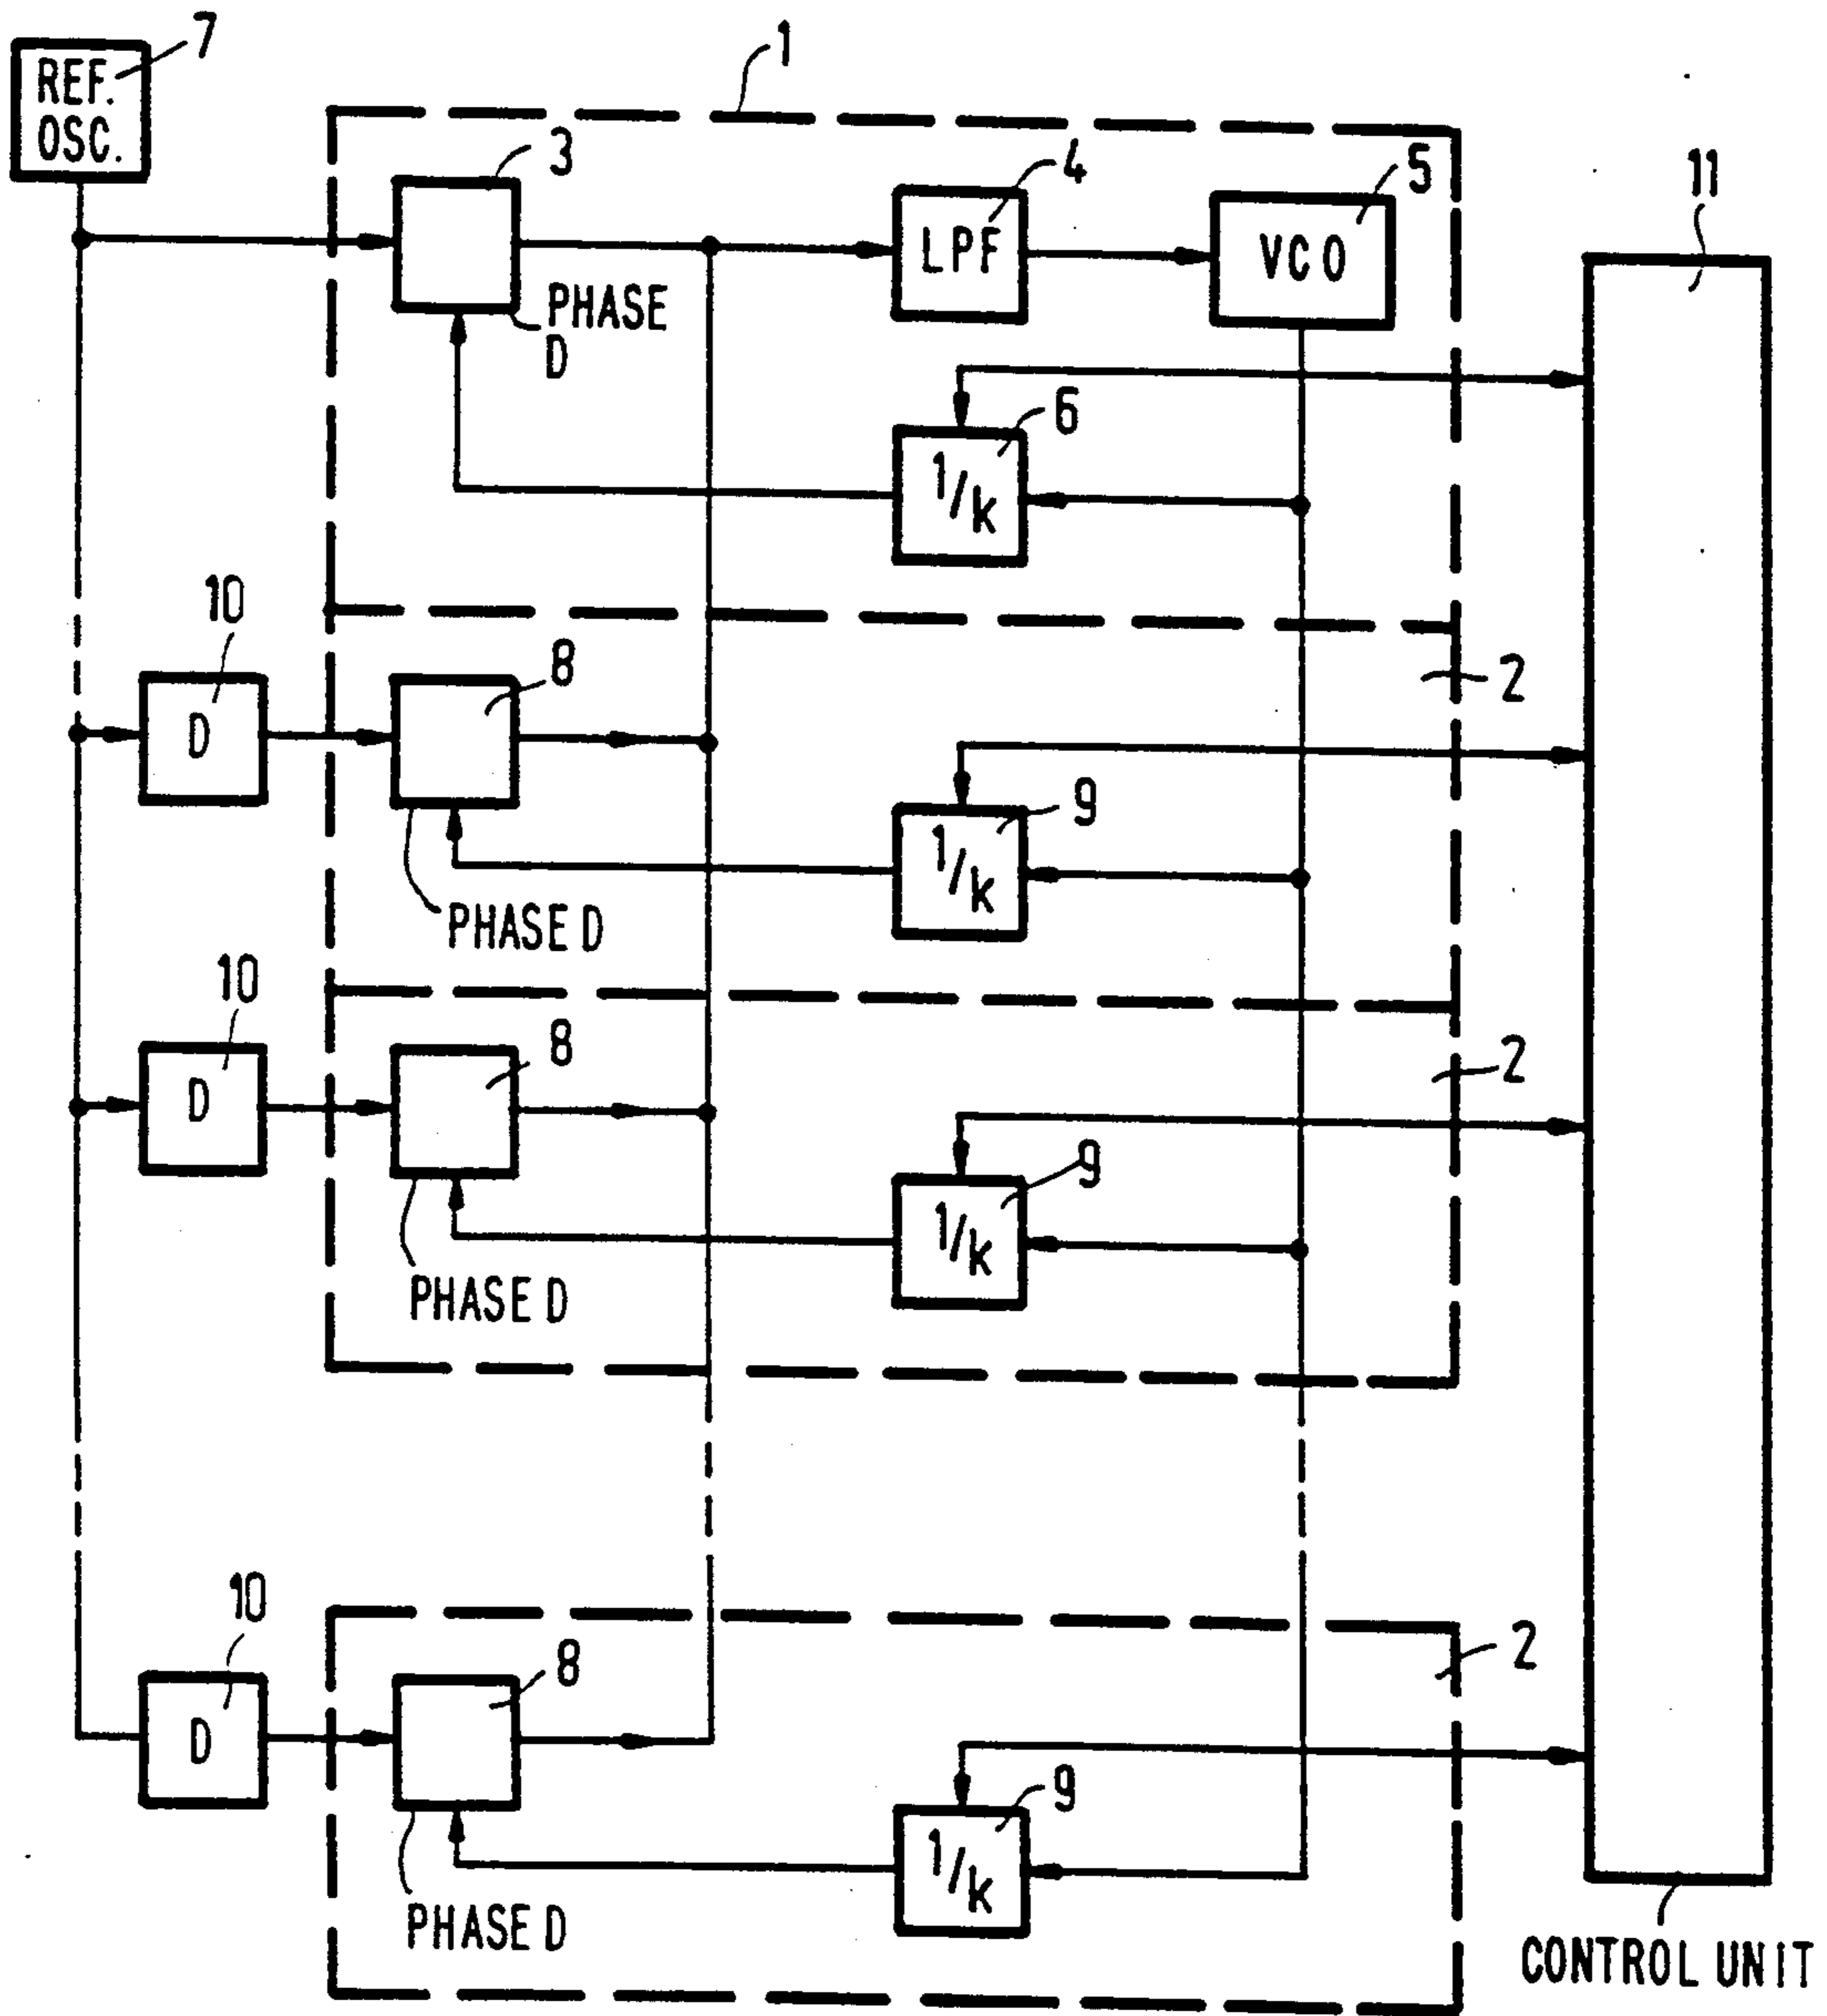 7
REF.
OSC.
1
3
4
5
11
LPF
VCO
PHASE
D
6
1/k
10
8
2
D
9
1/k
PHASE D
10
8
2
D
9
1/k
PHASE D
10
8
2
D
9
1/k
PHASE D
CONTROL UNIT